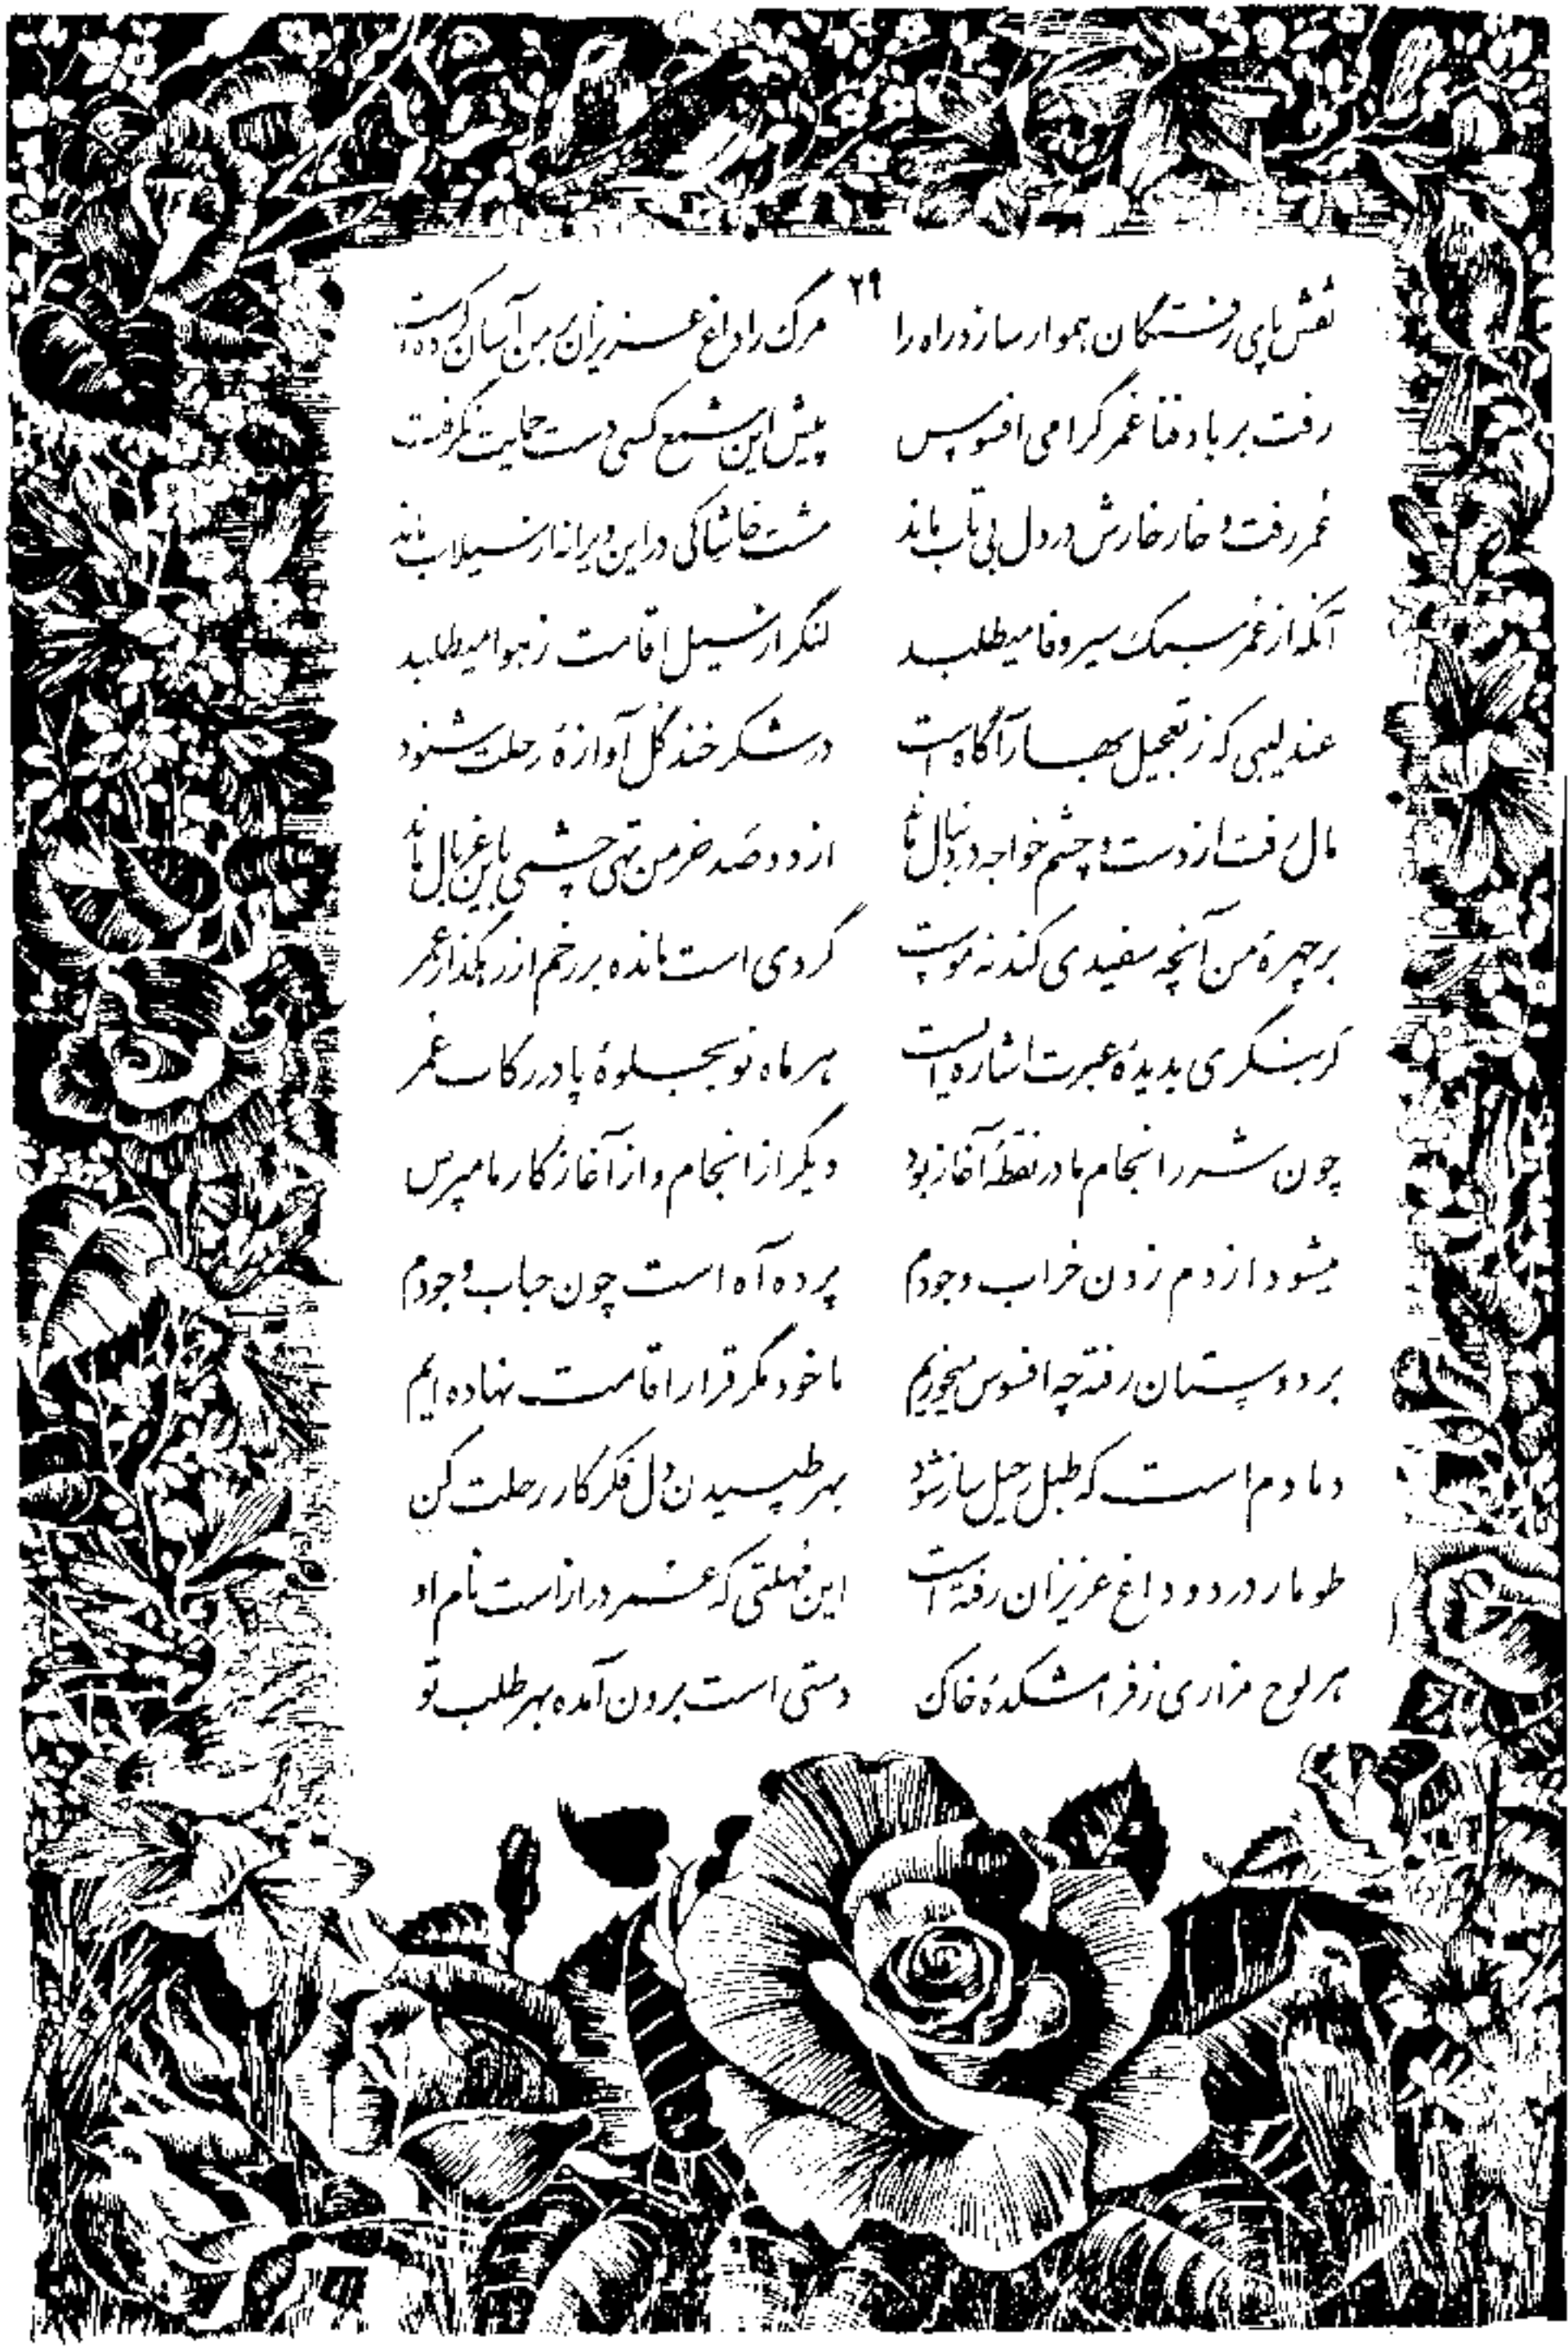 ۲۹
نقش پای رفتگان هموار سازد راه را مرگ را داغ عزیزان بر من آسان کرده است
رفت بر باد فنا عمر گرامی افسوس پیش این شمع کسی دست حمایت نگرفت
عمر رفت و خار خارش در دل بی تاب ماند مشت خاشاکی در این ویرانه از سیلاب ماند
آنکه از عمر سبک سیر وفا میطلبد لنگر از سیل اقامت ز هوا میطلبد
عندلیبی که ز تعجیل بهار آگاه است در شکر خند گل آوازهٔ رحلت شنود
مال رفت از دست و چشم خواجه در دنبال ماند از دو صد خرمن تهی چشمی باین غربال ماند
بر چهرهٔ من آنچه سفیدی کند نه موست گردی است مانده بر رخم از رهگذار عمر
گر بنگری بدیدهٔ عبرت اشاره ایست هر ماه نو بجلوهٔ پا در رکاب عمر
چون شرر انجام ما در نقطهٔ آغاز بود دیگر از انجام و از آغاز کار ما مپرس
میشود از دم زدن خراب وجودم پرده آه است چون حباب وجودم
بر دوستان رفته چه افسوس میخوریم ما خود مگر قرار اقامت نهاده ایم
دمادم است که طبل رحیل ساز شود بهر طپیدن دل فکر کار رحلت کن
طومار درد و داغ عزیزان رفته است این مهلتی که عمر دراز است نام او
هر لوح مزاری ز فرامشکدهٔ خاک دستی است برون آمده بهر طلب تو